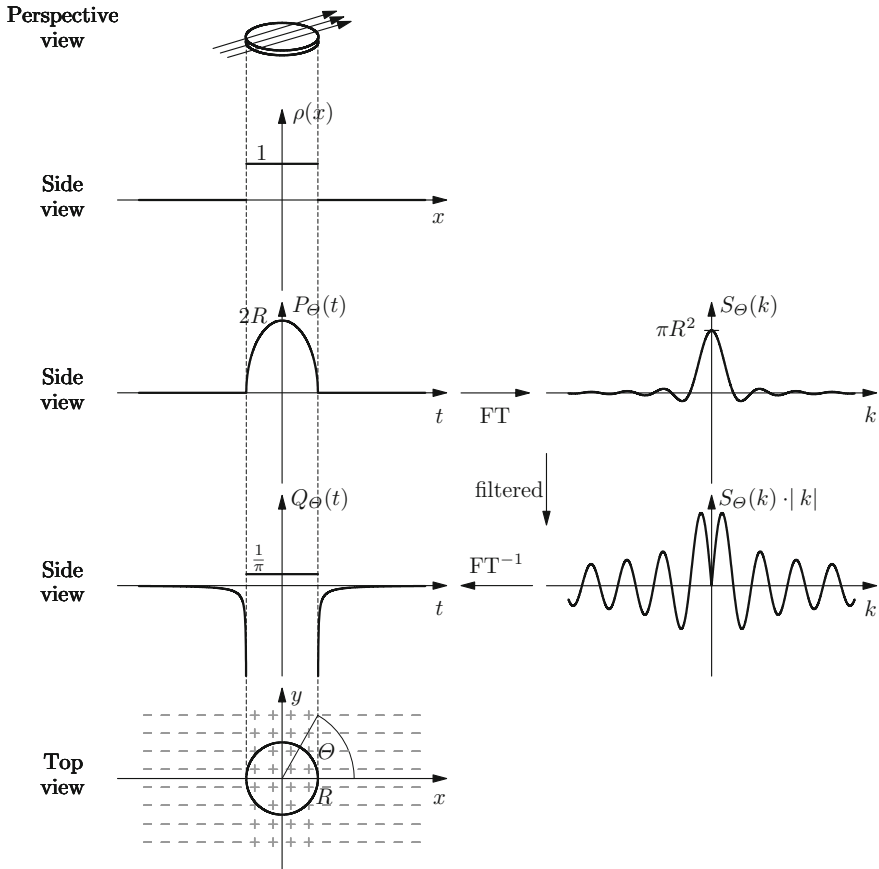 Perspective
view
ρ(x)
1
Side
view
x
2R
P_Θ(t)
S_Θ(k)
πR²
Side
view
t
FT
k
filtered
Q_Θ(t)
S_Θ(k) ·| k|
1/π
FT⁻¹
Side
view
t
k
y
Θ
Top
view
R
x